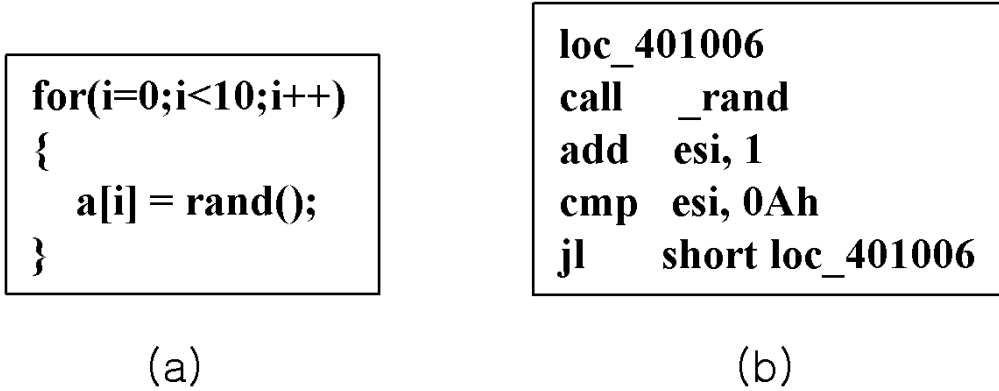 for(i=0;i<10;i++)
{
a[i] = rand();
}
(a)
loc_401006
call _rand
add esi, 1
cmp esi, 0Ah
jl short loc_401006
(b)